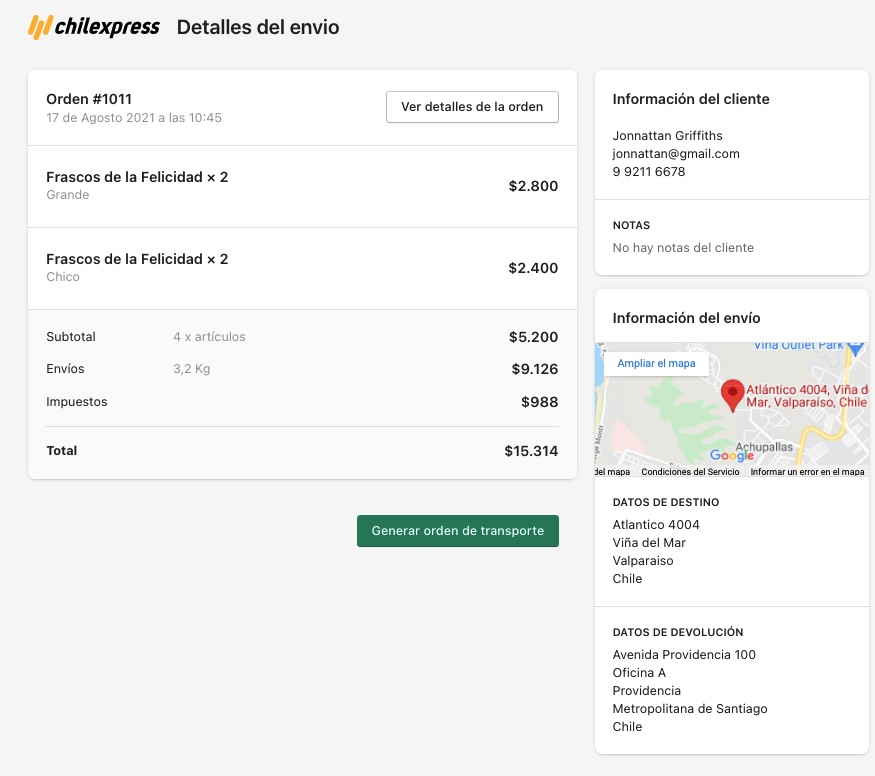 chilexpress Detalles del envio
Orden #1011
17 de Agosto 2021 a las 10:45
Ver detalles de la orden
Frascos de la Felicidad × 2
Grande
$2.800
Frascos de la Felicidad × 2
Chico
$2.400
Subtotal 4 x artículos $5.200
Envíos 3,2 Kg $9.126
Impuestos $988
Total $15.314
Generar orden de transporte
Información del cliente
Jonnattan Griffiths
jonnattan@gmail.com
9 9211 6678
NOTAS
No hay notas del cliente
Información del envío
Viña Outlet Park
Ampliar el mapa
Atlántico 4004, Viña d
Mar, Valparaíso, Chile
Achupallas
Google
del mapa Condiciones del Servicio Informar un error en el mapa
DATOS DE DESTINO
Atlantico 4004
Viña del Mar
Valparaiso
Chile
DATOS DE DEVOLUCIÓN
Avenida Providencia 100
Oficina A
Providencia
Metropolitana de Santiago
Chile